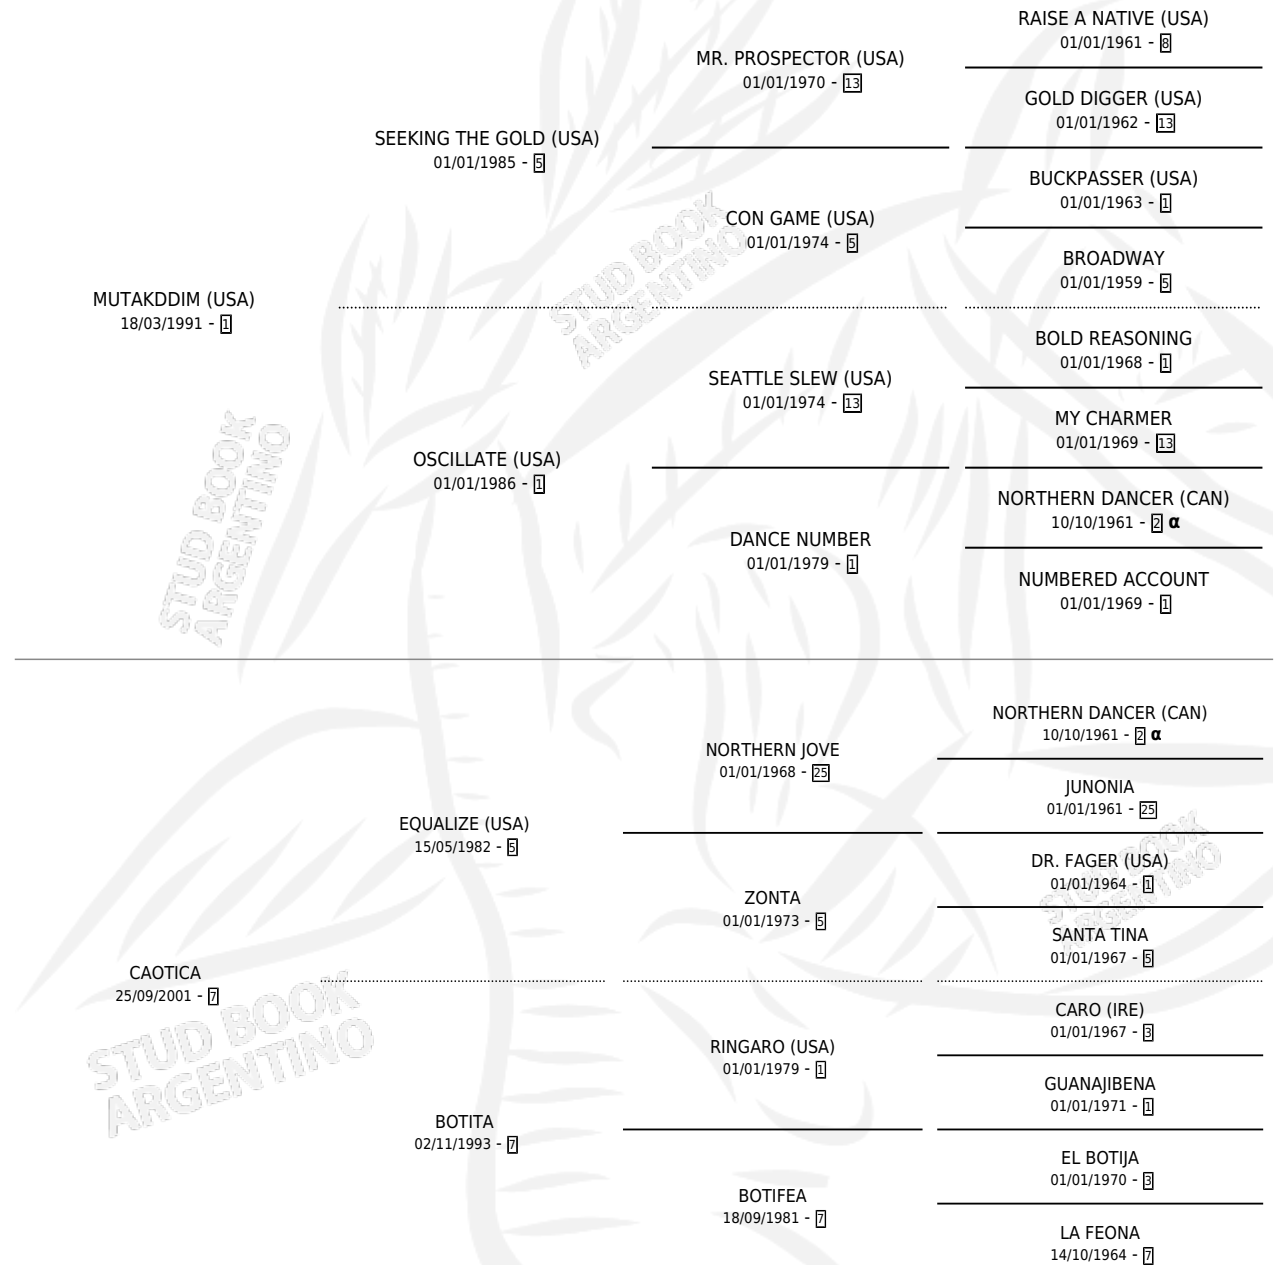 RAISE A NATIVE (USA)
01/01/1961 - 8
MR. PROSPECTOR (USA)
01/01/1970 - 13
GOLD DIGGER (USA)
01/01/1962 - 13
SEEKING THE GOLD (USA)
01/01/1985 - 5
BUCKPASSER (USA)
01/01/1963 - 1
CON GAME (USA)
01/01/1974 - 5
BROADWAY
01/01/1959 - 5
STUD BOOK
ARGENTINO
MUTAKDDIM (USA)
18/03/1991 - 1
BOLD REASONING
01/01/1968 - 1
SEATTLE SLEW (USA)
01/01/1974 - 13
MY CHARMER
01/01/1969 - 13
OSCILLATE (USA)
01/01/1986 - 1
STUD BOOK
ARGENTINO
NORTHERN DANCER (CAN)
10/10/1961 - 2 α
DANCE NUMBER
01/01/1979 - 1
NUMBERED ACCOUNT
01/01/1969 - 1
NORTHERN DANCER (CAN)
10/10/1961 - 2 α
NORTHERN JOVE
01/01/1968 - 25
JUNONIA
01/01/1961 - 25
EQUALIZE (USA)
15/05/1982 - 5
DR. FAGER (USA)
01/01/1964 - 1
STUD BOOK
ARGENTINO
ZONTA
01/01/1973 - 5
SANTA TINA
01/01/1967 - 5
CAOTICA
25/09/2001 - 7
STUD BOOK
ARGENTINO
CARO (IRE)
01/01/1967 - 3
RINGARO (USA)
01/01/1979 - 1
GUANAJIBENA
01/01/1971 - 1
BOTITA
02/11/1993 - 7
EL BOTIJA
01/01/1970 - 3
BOTIFEA
18/09/1981 - 7
LA FEONA
14/10/1964 - 7